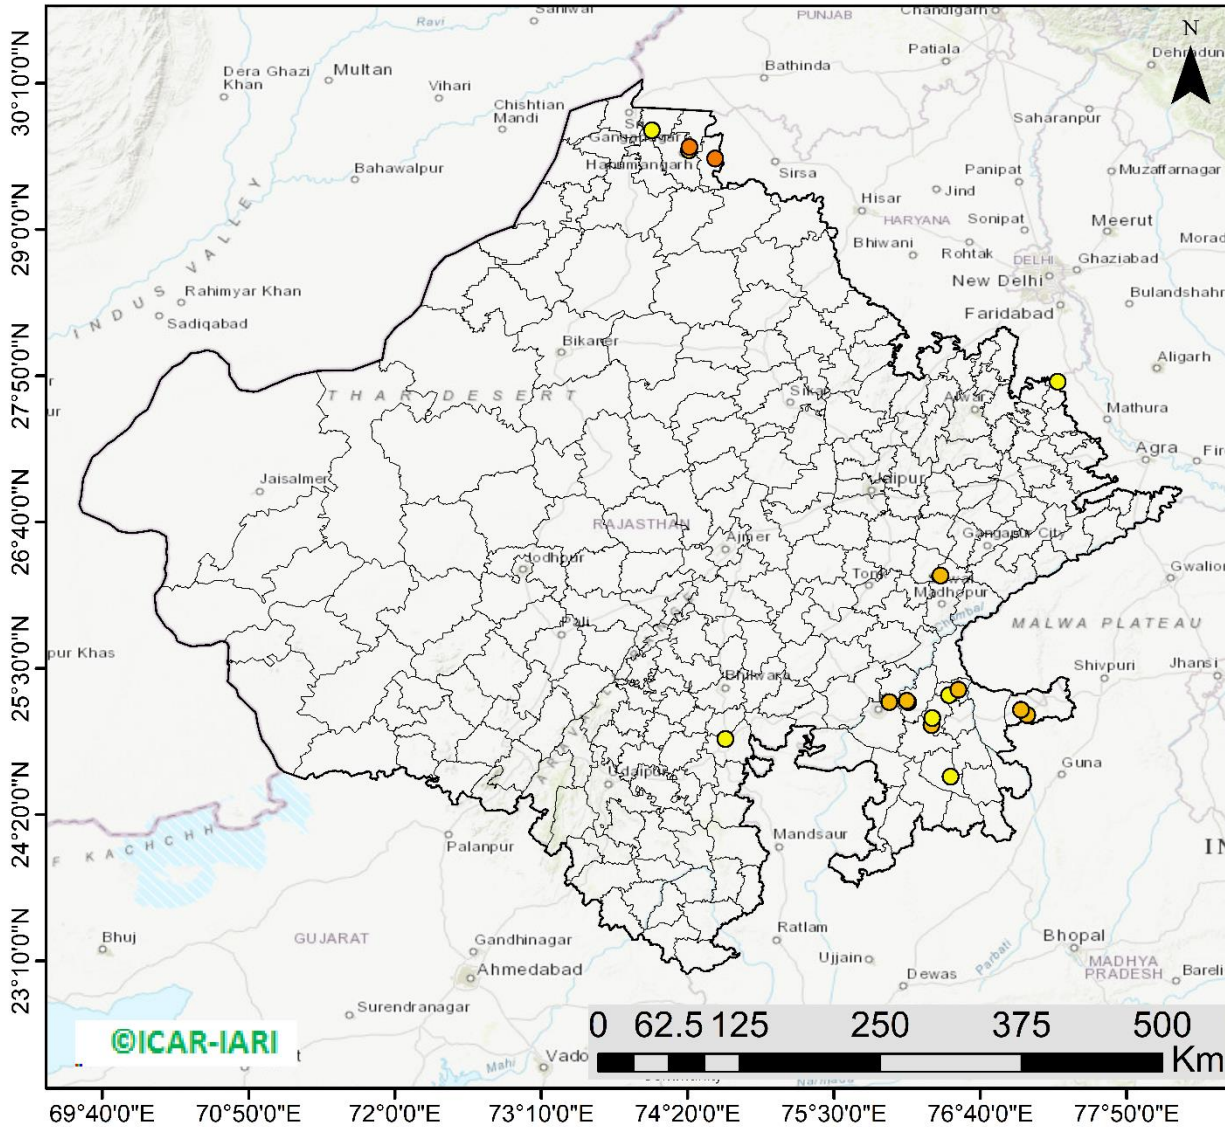 Sahiwal
Ravi
PUNJAB
Chandigarh
N
Patiala
Dehradun
Dera Ghazi
Khan
Multan
Vihari
Bathinda
Chishtian
Mandi
Saharanpur
Ganganagar
Bahawalpur
Hanumangarh
Sirsa
Panipat
Muzaffarnagar
Hisar
Jind
HARYANA
Sonipat
Meerut
Bhiwani
Rohtak
DELHI
Ghaziabad
New Delhi
INDUS VALLEY
Rahimyar Khan
Sadiqabad
Bulandshahr
Faridabad
Bikaner
Aligarh
THAR DESERT
Sikar
Alwar
Mathura
Agra
Jaisalmer
Jaipur
RAJASTHAN
Ajmer
Gangapur City
Jodhpur
Tonk
Gwalior
Madhopur
Chambal
Pali
MALWA PLATEAU
pur Khas
Shivpuri
Jhansi
Bhilwara
Udaipur
Guna
Mandsaur
F KACHCHH
Palanpur
Ratlam
Bhuj
GUJARAT
Gandhinagar
Bhopal
Ujjain
Ahmedabad
Parbati
MADHYA
PRADESH
Bareli
Dewas
Surendranagar
©ICAR-IARI
Mahi
Vado
0 62.5 125 250 375 500
Km
30°10'0"N
29°0'0"N
27°50'0"N
26°40'0"N
25°30'0"N
24°20'0"N
23°10'0"N
69°40'0"E 70°50'0"E 72°0'0"E 73°10'0"E 74°20'0"E 75°30'0"E 76°40'0"E 77°50'0"E